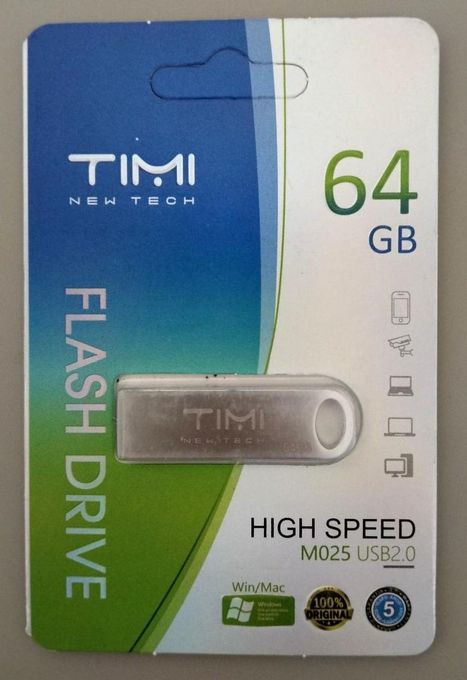 TIMI
NEW TECH
64
GB
FLASH DRIVE
TIMI
NEW TECH
HIGH SPEED
M025 USB2.0
Win/Mac
Windows
100%
ORIGINAL
5